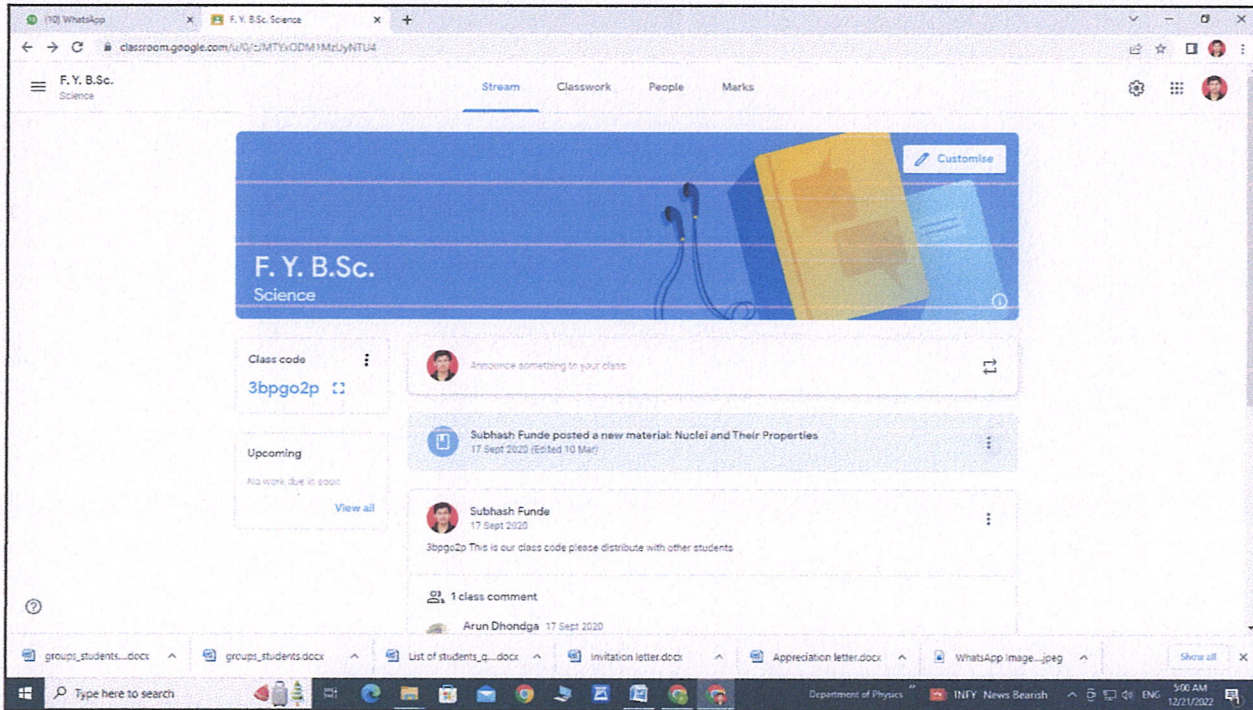 (10) WhatsApp
F. Y. B.Sc. Science
classroom.google.com/u/0/c/MTYxODM1MzUyNTU4
F. Y. B.Sc.
Science
Stream Classwork People Marks
Customise
F. Y. B.Sc.
Science
Class code
3bpgo2p
Announce something to your class
Subhash Funde posted a new material: Nuclei and Their Properties
17 Sept 2020 (Edited 10 Mar)
Upcoming
No work due in soon
View all
Subhash Funde
17 Sept 2020
3bpgo2p This is our class code please distribute with other students
1 class comment
Arun Dhondga 17 Sept 2020
groups_students....docx groups_students.docx List of students_q....docx Invitation letter.docx Appreciation letter.docx WhatsApp Image....jpeg Show all
Type here to search Department of Physics " INFY News Bearish ENG 5:00 AM
12/21/2022